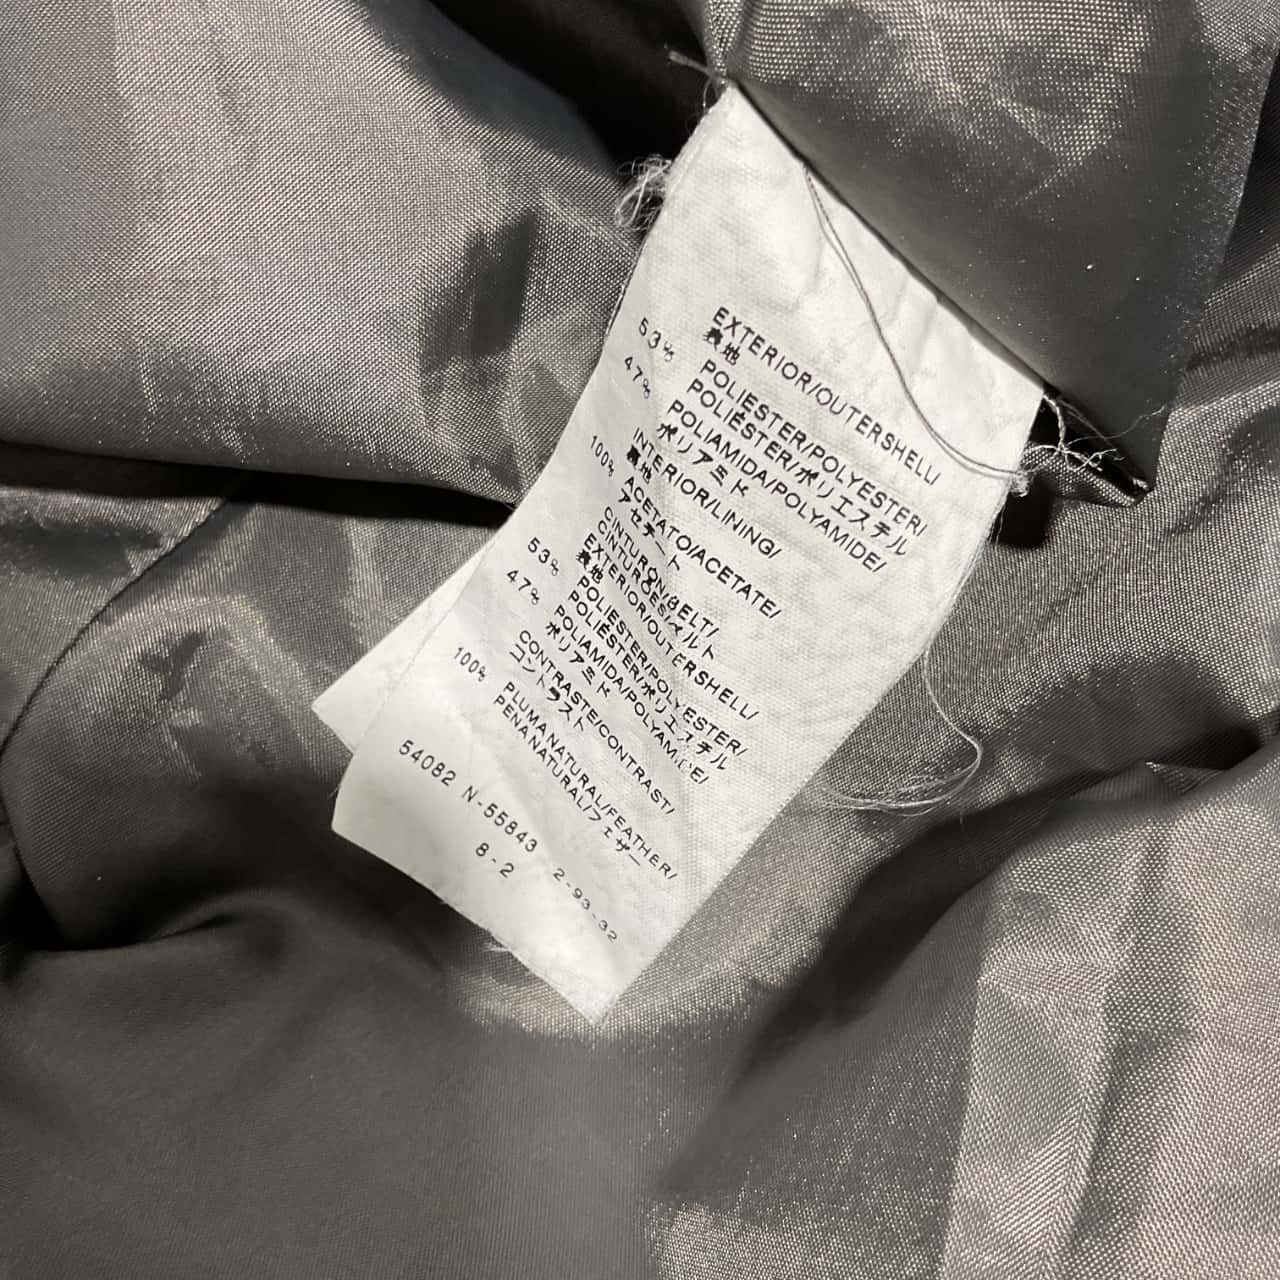 EXTERIOR/OUTERSHELL/
表地
53% POLIESTER/POLYESTER/
POLIÉSTER/ポリエステル
47% POLIAMIDA/POLYAMIDE/
ポリアミド
INTERIOR/LINING/
裏地
100% ACETATO/ACETATE/
アセテート
CINTURON/BELT/
CINTUROES/ベルト
EXTERIOR/OUTERSHELL/
表地
53% POLIESTER/POLYESTER/
POLIÉSTER/ポリエステル
47% POLIAMIDA/POLYAMIDE/
ポリアミド
CONTRASTE/CONTRAST/
コントラスト
100% PLUMANATURAL/FEATHER/
PENANATURAL/フェザー
54082 N-55843 2-93-32
8-2